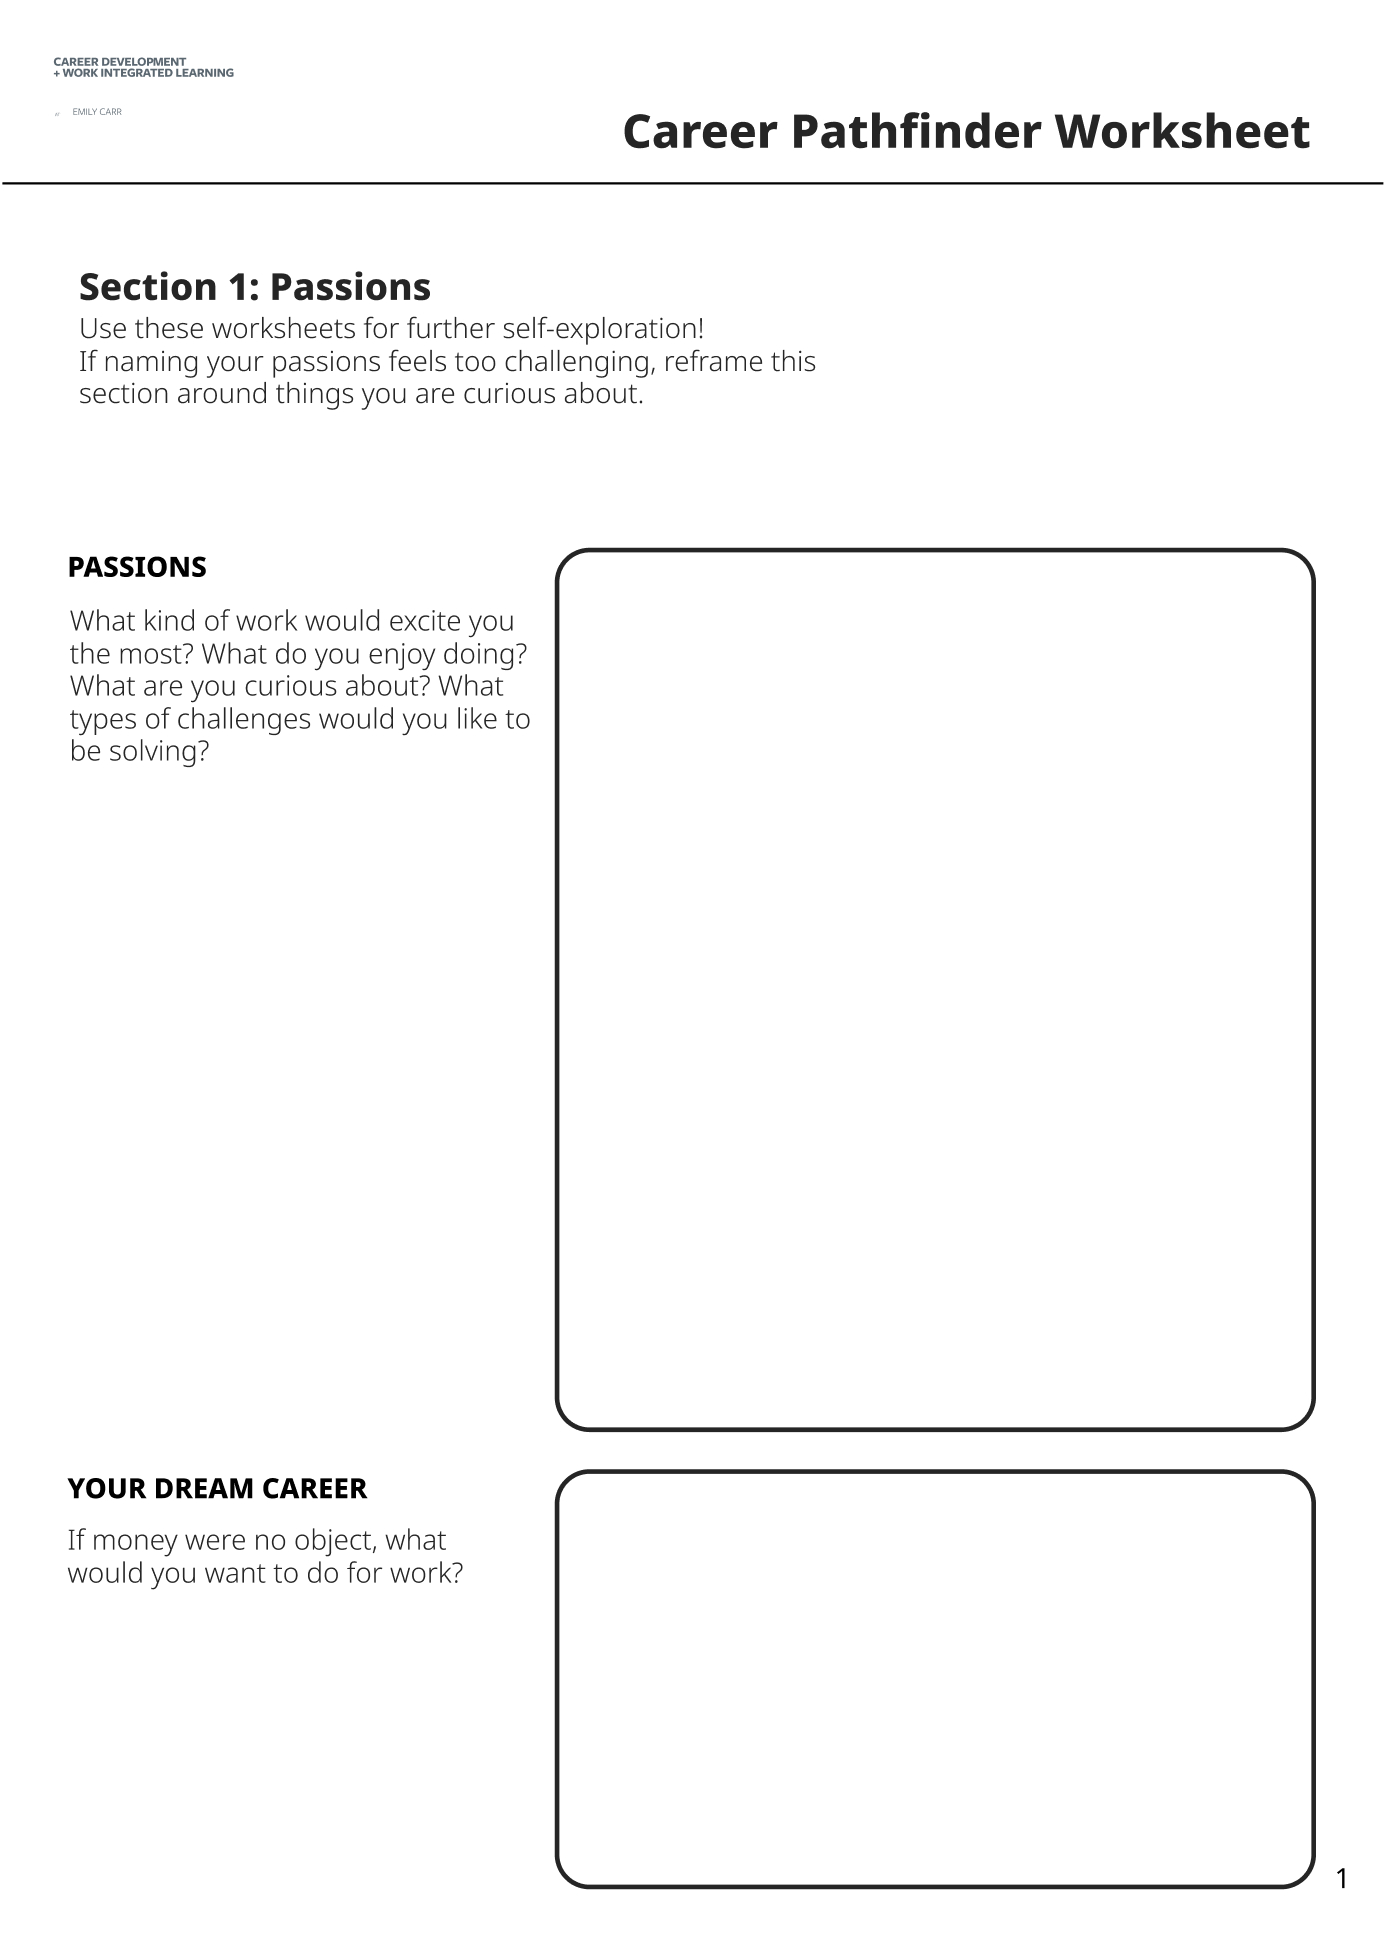 CAREER DEVELOPMENT
+ WORK INTEGRATED LEARNING
EMILY CARR
Career Pathfinder Worksheet
Section 1: Passions
Use these worksheets for further self-exploration!
If naming your passions feels too challenging, reframe this
section around things you are curious about.
PASSIONS
What kind of work would excite you
the most? What do you enjoy doing?
What are you curious about? What
types of challenges would you like to
be solving?
YOUR DREAM CAREER
If money were no object, what
would you want to do for work?
1